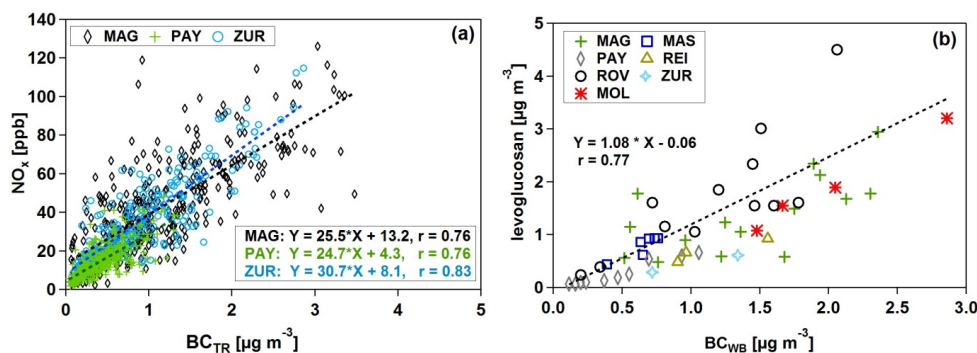 140
120
100
80
60
40
20
0
NOx [ppb]
MAG PAY ZUR
(a)
MAG: Y = 25.5*X + 13.2, r = 0.76
PAY: Y = 24.7*X + 4.3, r = 0.76
ZUR: Y = 30.7*X + 8.1, r = 0.83
0 1 2 3 4 5
BCTR [µg m-3]
5
4
3
2
1
0
levoglucosan [µg m-3]
MAG MAS
PAY REI
ROV ZUR
MOL
(b)
Y = 1.08 * X - 0.06
r = 0.77
0.0 0.5 1.0 1.5 2.0 2.5 3.0
BCWB [µg m-3]